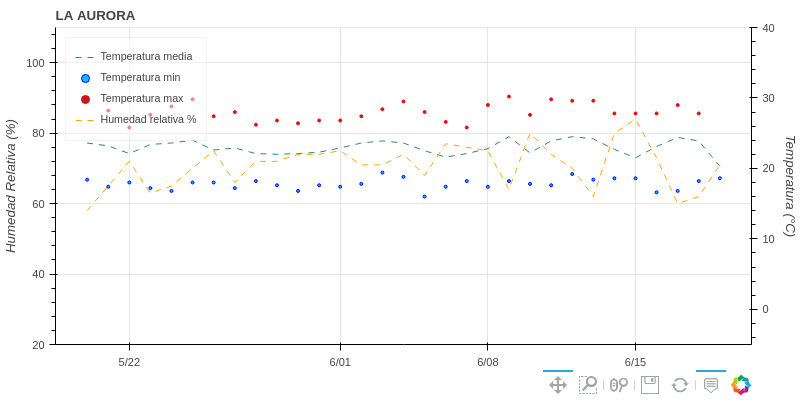 LA AURORA
Temperatura media
Temperatura min
Temperatura max
Humedad relativa %
Humedad Relativa (%)
100
80
60
40
20
40
30
20
10
0
Temperatura (°C)
5/22 6/01 6/08 6/15